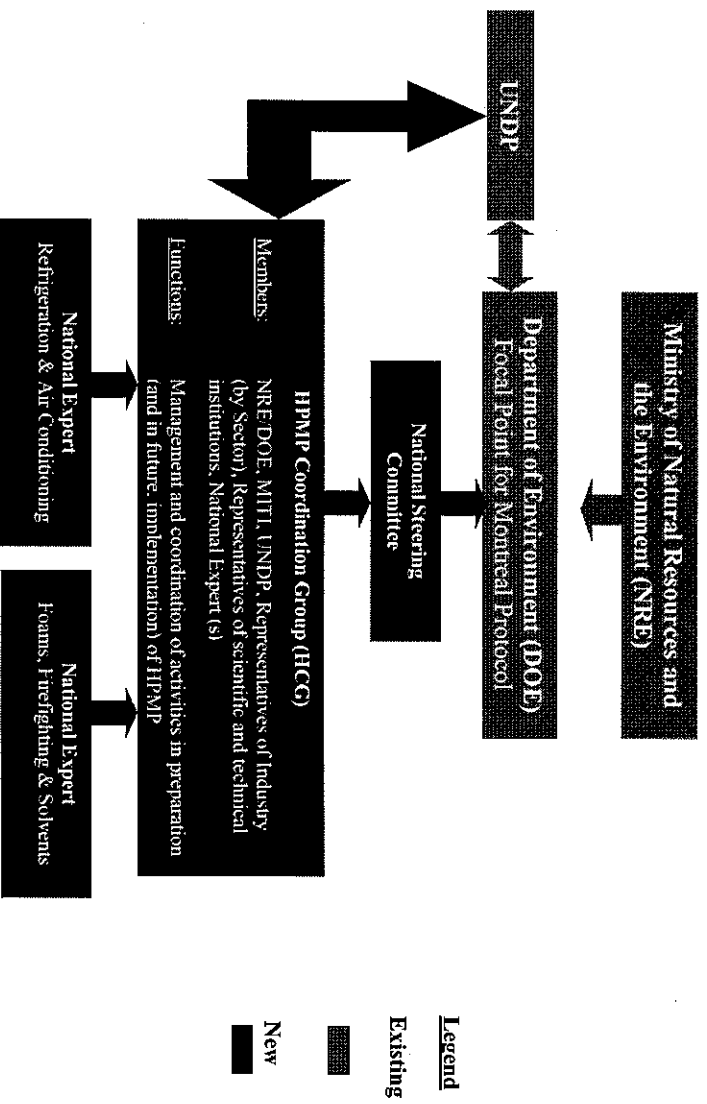 Ministry of Natural Resources and
the Environment (NRE)
UNDP
Department of Environment (DOE)
Focal Point for Montreal Protocol
National Steering
Committee
HPMP Coordination Group (HCG)
Members:
NRE/DOE, MITI, UNDP, Representatives of Industry
(by Sector), Representatives of scientific and technical
institutions, National Expert (s)
Functions:
Management and coordination of activities in preparation
(and in future, implementation) of HPMP
National Expert
Refrigeration & Air Conditioning
National Expert
Foams, Firefighting & Solvents
Legend
Existing
New